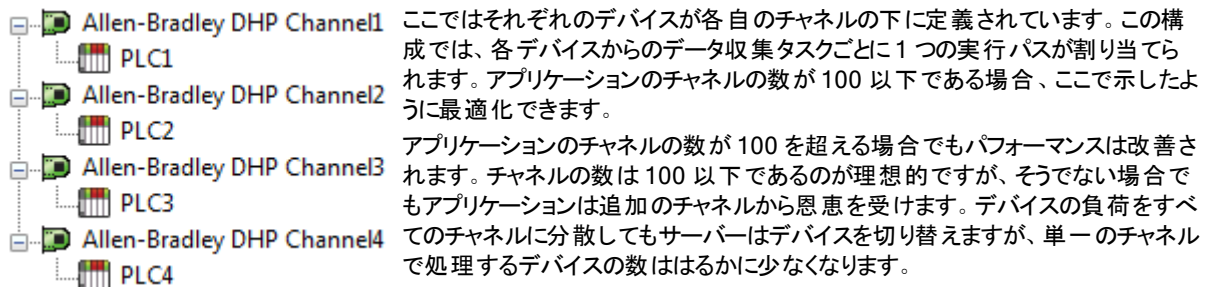 Allen-Bradley DHP Channel1
PLC1
Allen-Bradley DHP Channel2
PLC2
Allen-Bradley DHP Channel3
PLC3
Allen-Bradley DHP Channel4
PLC4
ここではそれぞれのデバイスが各自のチャネルの下に定義されています。この構
成では、各デバイスからのデータ収集タスクごとに 1 つの実行パスが割り当てら
れます。アプリケーションのチャネルの数が 100 以下である場合、ここで示したよ
うに最適化できます。
アプリケーションのチャネルの数が 100 を超える場合でもパフォーマンスは改善さ
れます。チャネルの数は 100 以下であるのが理想的ですが、そうでない場合で
もアプリケーションは追加のチャネルから恩恵を受けます。デバイスの負荷をすべ
てのチャネルに分散してもサーバーはデバイスを切り替えますが、単一のチャネル
で処理するデバイスの数ははるかに少なくなります。